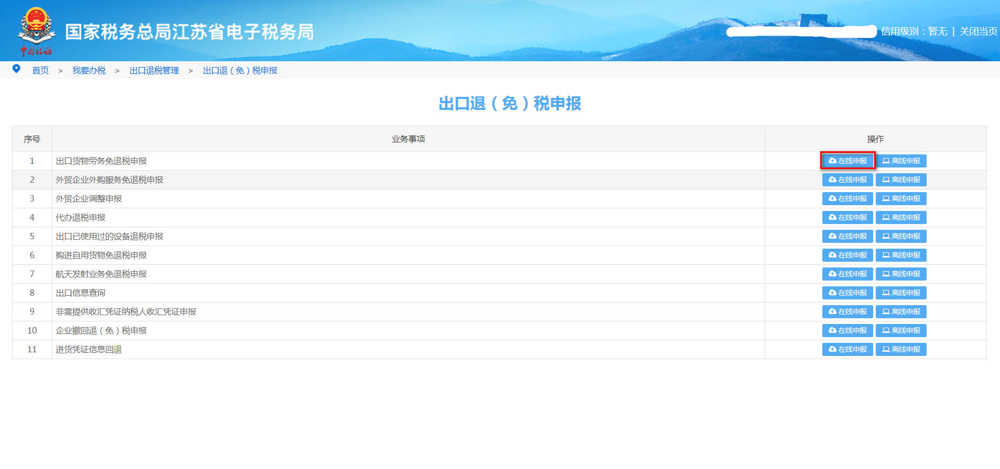 国家税务总局江苏省电子税务局
中国税务
信用级别：暂无 | 关闭当页
首页 > 我要办税 > 出口退税管理 > 出口退（免）税申报
出口退（免）税申报
序号 业务事项 操作
1 出口货物劳务免退税申报 在线申报 离线申报
2 外贸企业外购服务免退税申报 在线申报 离线申报
3 外贸企业调整申报 在线申报 离线申报
4 代办退税申报 在线申报 离线申报
5 出口已使用过的设备退税申报 在线申报 离线申报
6 购进自用货物免退税申报 在线申报 离线申报
7 航天发射业务免退税申报 在线申报 离线申报
8 出口信息查询 在线申报 离线申报
9 非需提供收汇凭证纳税人收汇凭证申报 在线申报 离线申报
10 企业撤回退（免）税申报 在线申报 离线申报
11 进货凭证信息回退 在线申报 离线申报